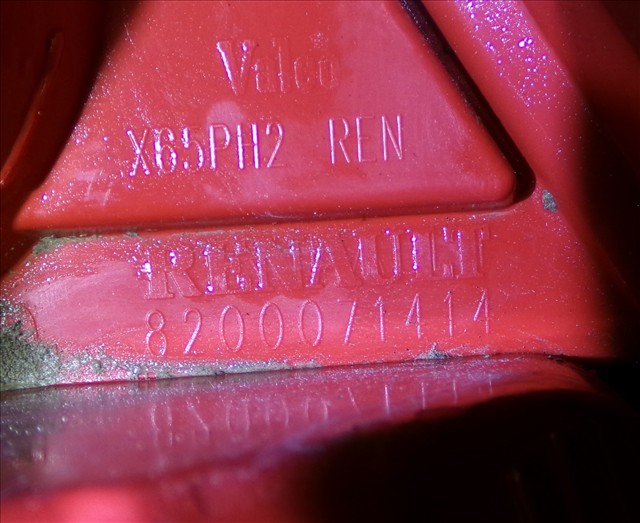 Valeo
X65PH2 REN
RENAULT
8200071414